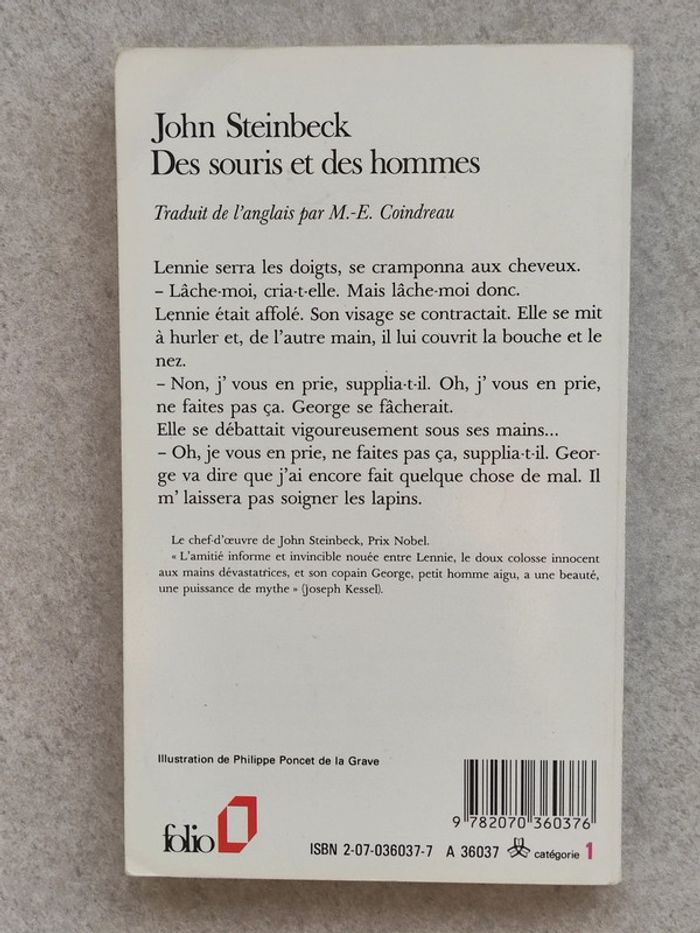 John Steinbeck
Des souris et des hommes
Traduit de l'anglais par M.-E. Coindreau
Lennie serra les doigts, se cramponna aux cheveux.
– Lâche-moi, cria-t-elle. Mais lâche-moi donc.
Lennie était affolé. Son visage se contractait. Elle se mit
à hurler et, de l'autre main, il lui couvrit la bouche et le
nez.
– Non, j' vous en prie, supplia-t-il. Oh, j' vous en prie,
ne faites pas ça. George se fâcherait.
Elle se débattait vigoureusement sous ses mains...
– Oh, je vous en prie, ne faites pas ça, supplia-t-il. Geor-
ge va dire que j'ai encore fait quelque chose de mal. Il
m' laissera pas soigner les lapins.
Le chef-d'œuvre de John Steinbeck, Prix Nobel.
« L'amitié informe et invincible nouée entre Lennie, le doux colosse innocent
aux mains dévastatrices, et son copain George, petit homme aigu, a une beauté,
une puissance de mythe » (Joseph Kessel).
Illustration de Philippe Poncet de la Grave
9 782070 360376
folio
ISBN 2-07-036037-7 A 36037 catégorie 1